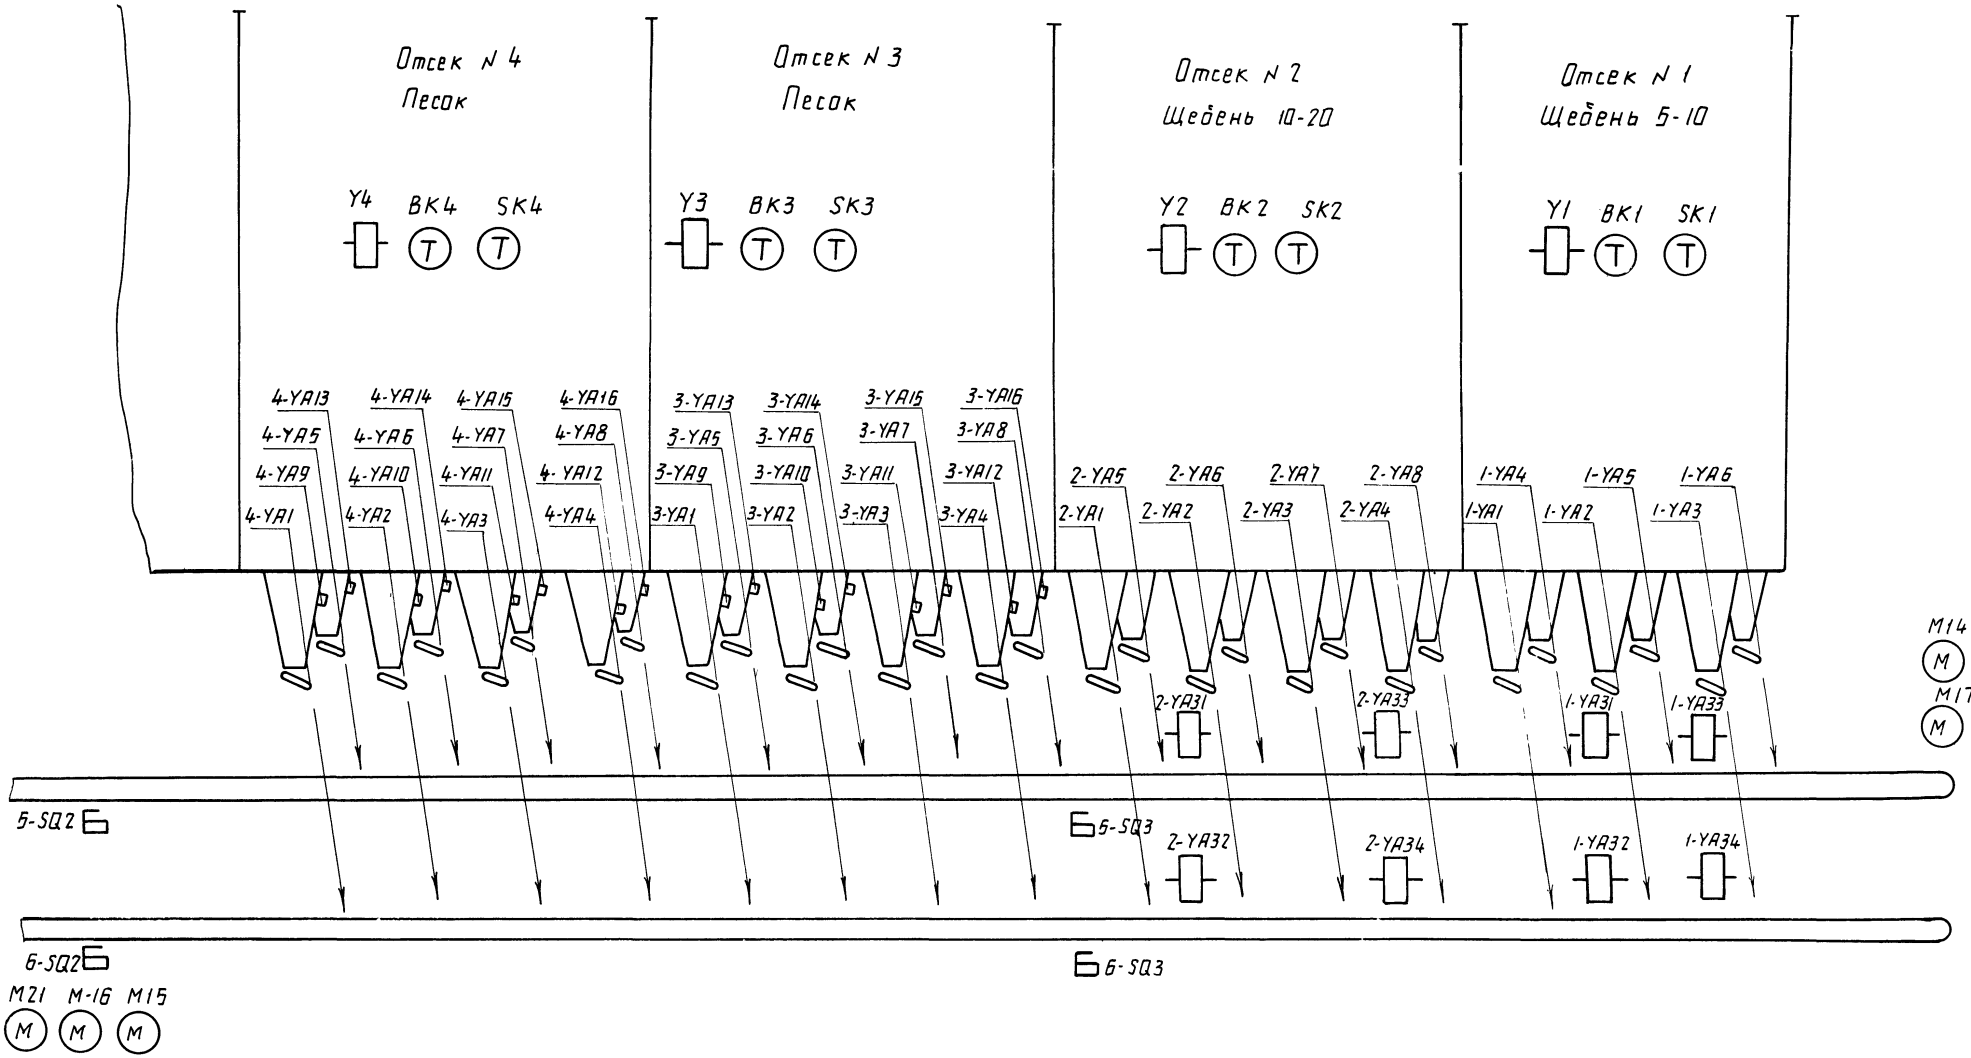 Отсек N 4
Песок
Отсек N 3
Песок
Отсек N 2
Щебень 10-20
Отсек N 1
Щебень 5-10
Y4 BK4 SK4
T T
Y3 BK3 SK3
T T
Y2 BK2 SK2
T T
Y1 BK1 SK1
T T
4-YA13 4-YA14 4-YA15 4-YA16 3-YA13 3-YA14 3-YA15 3-YA16
4-YA5 4-YA6 4-YA7 4-YA8 3-YA5 3-YA6 3-YA7 3-YA8
4-YA9 4-YA10 4-YA11 4-YA12 3-YA9 3-YA10 3-YA11 3-YA12 2-YA5 2-YA6 2-YA7 2-YA8 1-YA4 1-YA5 1-YA6
4-YA1 4-YA2 4-YA3 4-YA4 3-YA1 3-YA2 3-YA3 3-YA4 2-YA1 2-YA2 2-YA3 2-YA4 1-YA1 1-YA2 1-YA3
M14
M
M17
M
2-YA31 2-YA33 1-YA31 1-YA33
5-SQ2 5-SQ3
2-YA32 2-YA34 1-YA32 1-YA34
6-SQ2 6-SQ3
M21 M-16 M15
M M M